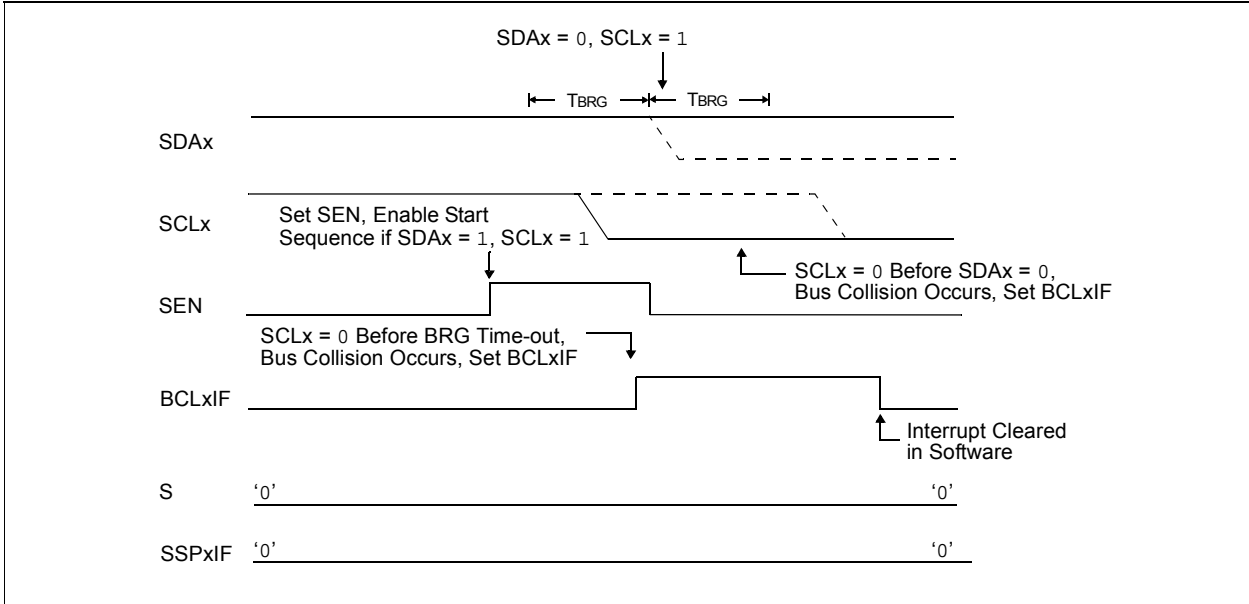 SDAx = 0, SCLx = 1
TBRG TBRG
SDAx
SCLx
Set SEN, Enable Start
Sequence if SDAx = 1, SCLx = 1
SCLx = 0 Before SDAx = 0,
Bus Collision Occurs, Set BCLxIF
SEN
SCLx = 0 Before BRG Time-out,
Bus Collision Occurs, Set BCLxIF
BCLxIF
Interrupt Cleared
in Software
S ‘0’ ‘0’
SSPxIF ‘0’ ‘0’